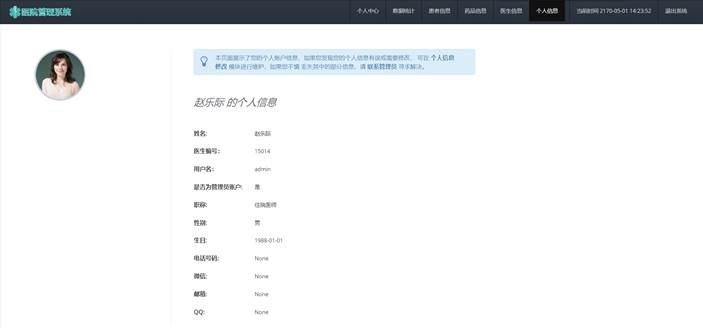 医院管理系统
个人中心 数据统计 患者信息 药品信息 医生信息 个人信息 当前时间 2170-05-01 14:23:52 退出系统
本页面展示了您的个人账户信息，如果您发现您的个人信息有误或需要修改，可在 个人信息
修改 模块进行维护，如果您不慎 丢失其中的部分信息，请 联系管理员 寻求解决。
赵乐际 的个人信息
姓名: 赵乐际
医生编号: 15014
用户名: admin
是否为管理员账户: 是
职称: 住院医师
性别: 男
生日: 1988-01-01
电话号码: None
微信: None
邮箱: None
QQ: None